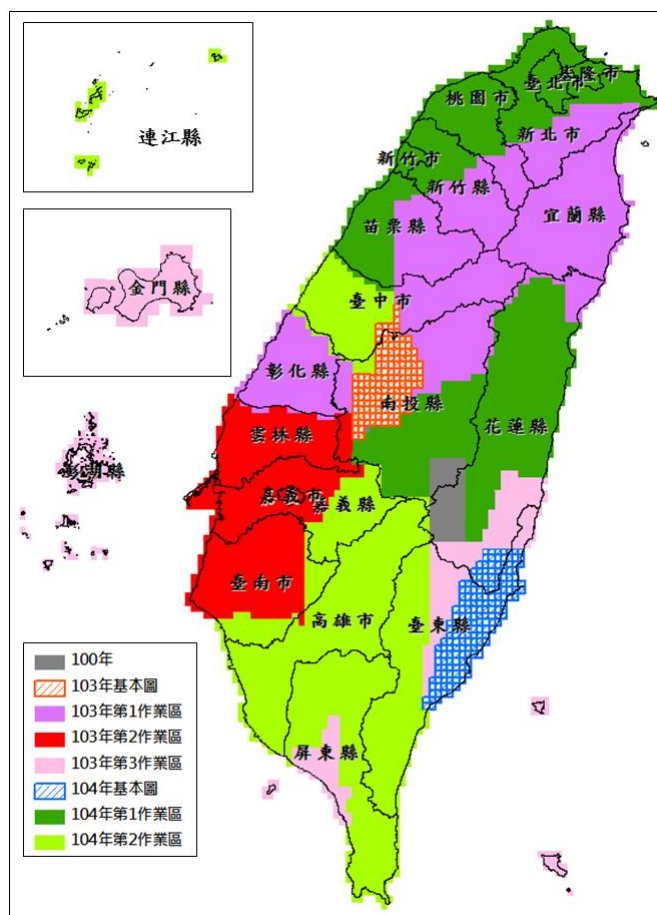 連江縣
金門縣
澎湖縣
基隆市
臺北市
桃園市
新北市
新竹市
新竹縣
宜蘭縣
苗栗縣
臺中市
彰化縣
南投縣
花蓮縣
雲林縣
嘉義市
嘉義縣
臺南市
高雄市
臺東縣
屏東縣
100年
103年基本圖
103年第1作業區
103年第2作業區
103年第3作業區
104年基本圖
104年第1作業區
104年第2作業區